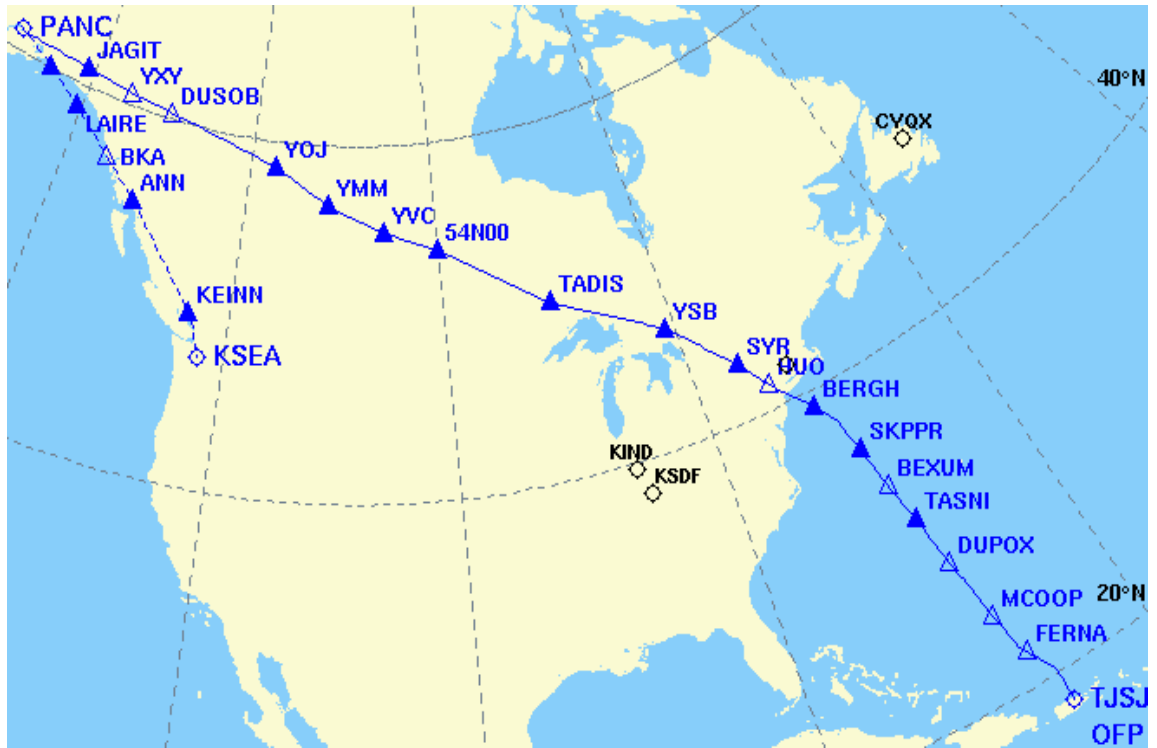 PANC
JAGIT
YXY
40°N
DUSOB
LAIRE
CYQX
BKA
YOJ
ANN
YMM
YVC
54N00
TADIS
KEINN
YSB
KSEA
SYR
HUO
BERGH
SKPPR
KIND
BEXUM
KSDF
TASNI
DUPOX
MCOOP
20°N
FERNA
TJSJ
OFP